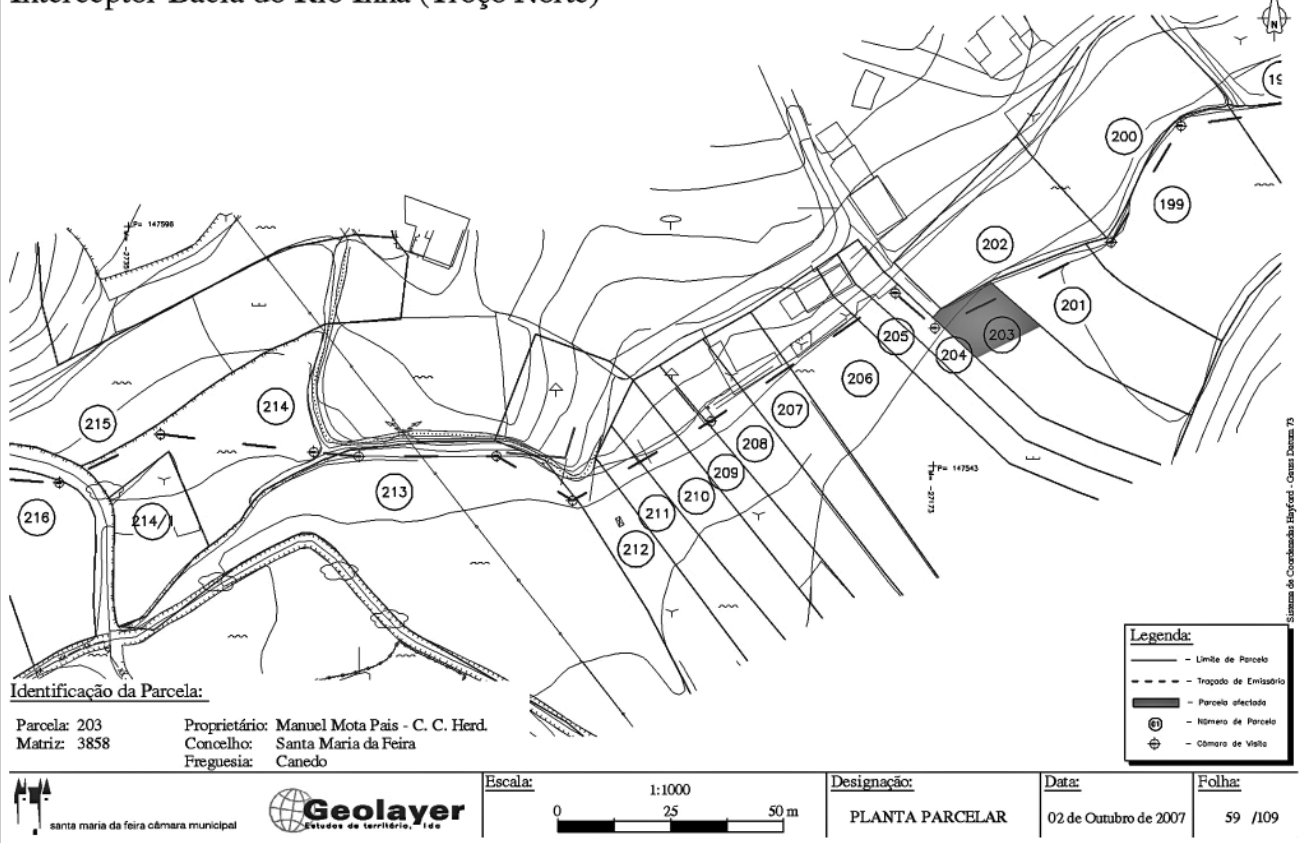 Interceptor Bacia do Rio Inha (Troço Norte)
N
200
199
202
201
203
204
205
206
207
208
209
210
211
212
213
214
215
216
214/1
P= 147598
P= 147543
-27173
Sistema de Coordenadas Hayford - Gauss Datum 73
Legenda:
- Limite de Parcela
- Traçado de Emissário
- Parcela afectada
- Número de Parcela
- Câmara de Visita
Identificação da Parcela:
Parcela: 203
Matriz: 3858
Proprietário: Manuel Mota Pais - C. C. Herd.
Concelho: Santa Maria da Feira
Freguesia: Canedo
santa maria da feira câmara municipal
Geolayer
Estudos de território, lda
Escala:
1:1000
0 25 50 m
Designação:
PLANTA PARCELAR
Data:
02 de Outubro de 2007
Folha:
59 /109